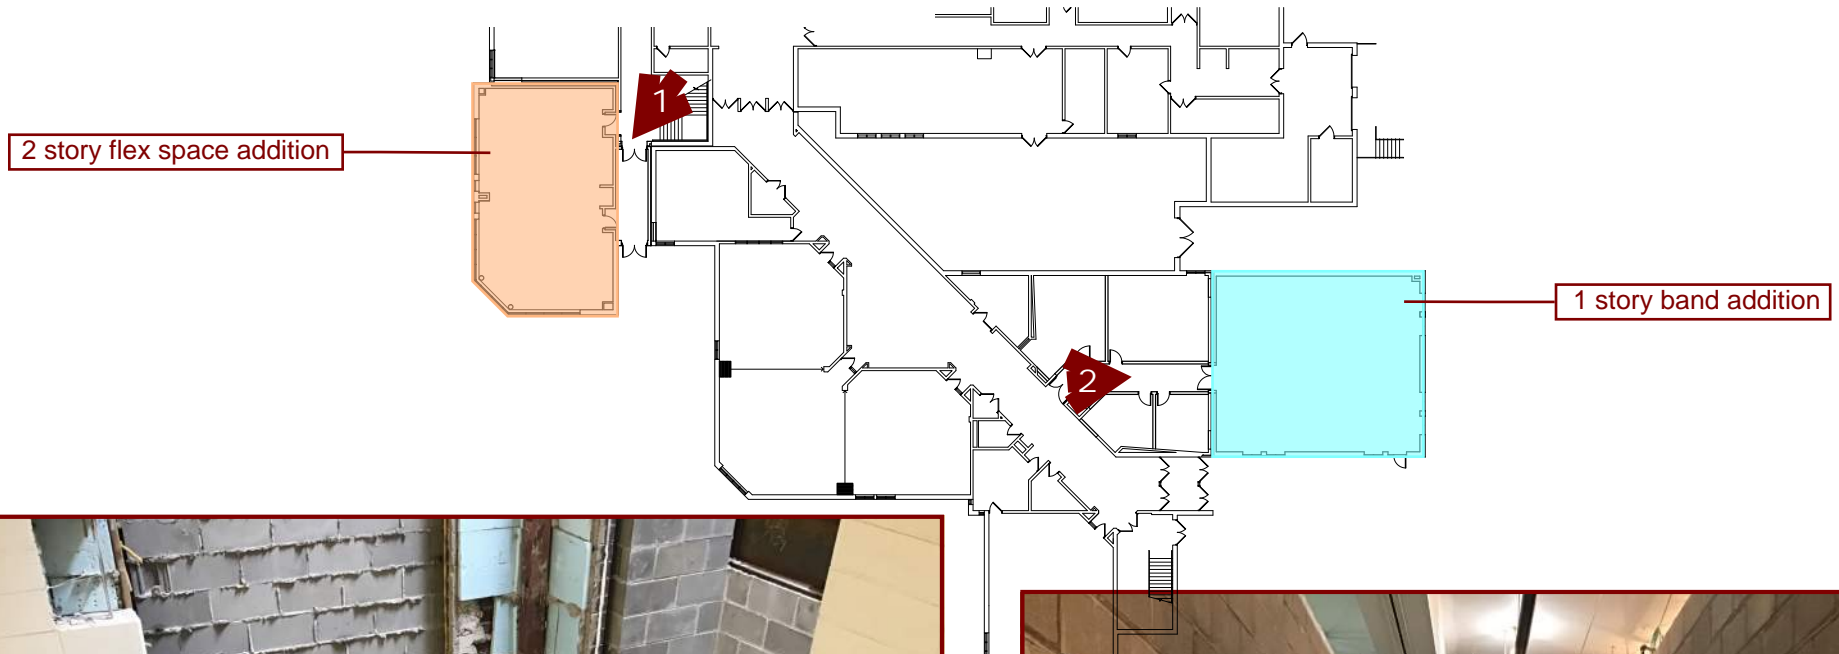 1
2 story flex space addition
1 story band addition
2